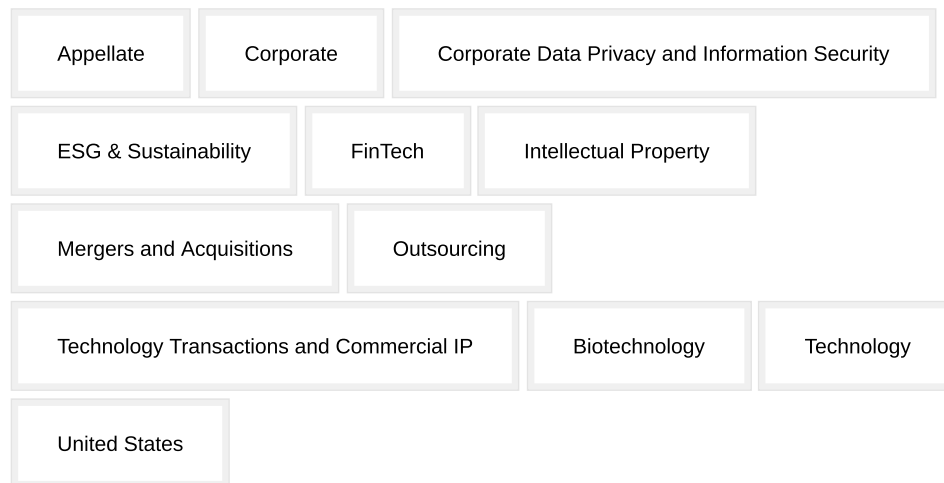 Appellate Corporate Corporate Data Privacy and Information Security
ESG & Sustainability FinTech Intellectual Property
Mergers and Acquisitions Outsourcing
Technology Transactions and Commercial IP Biotechnology Technology
United States